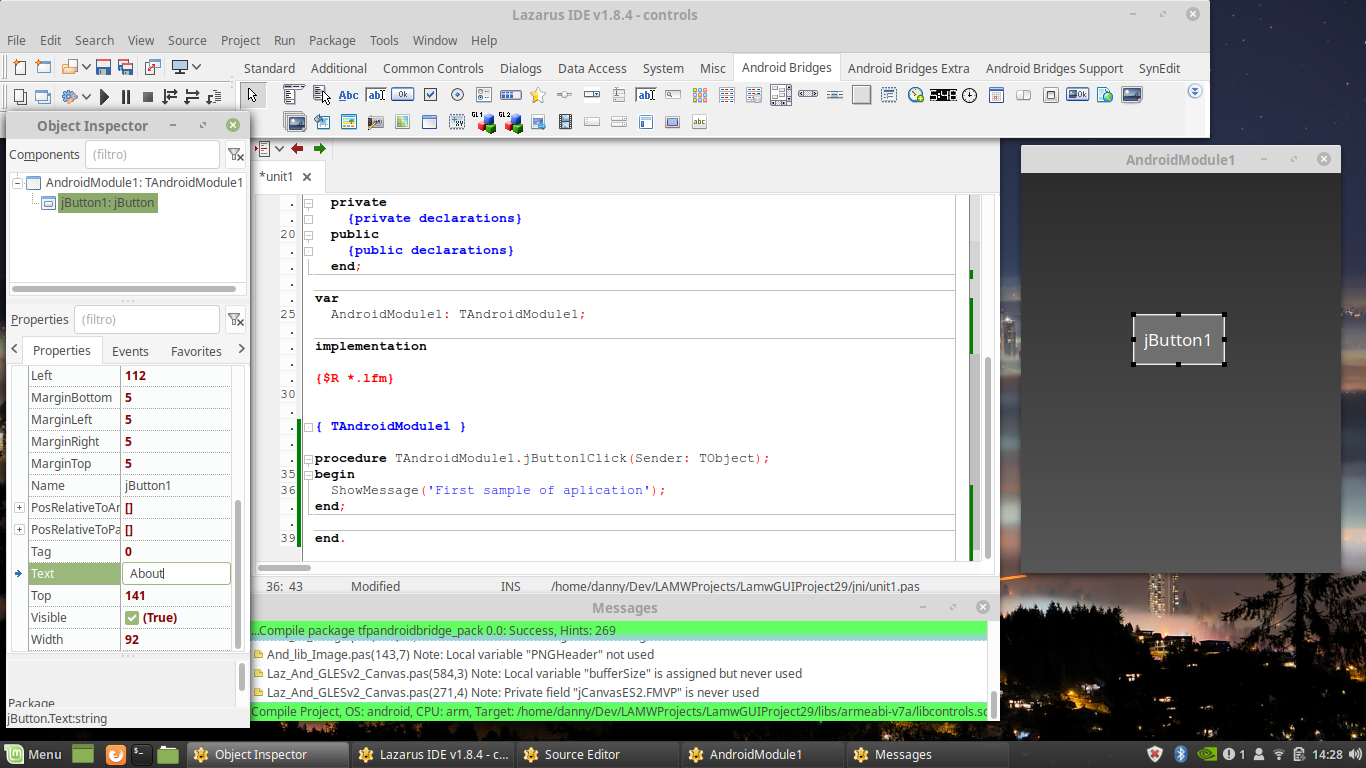 Lazarus IDE v1.8.4 - controls
File Edit Search View Source Project Run Package Tools Window Help
Standard Additional Common Controls Dialogs Data Access System Misc Android Bridges Android Bridges Extra Android Bridges Support SynEdit
Abc ab Ok
GL1 GL2 abc
Object Inspector
Components (filtro)
AndroidModule1: TAndroidModule1
jButton1: jButton
Properties (filtro)
Properties Events Favorites
Left 112
MarginBottom 5
MarginLeft 5
MarginRight 5
MarginTop 5
Name jButton1
PosRelativeToAr []
PosRelativeToPa []
Tag 0
Text About
Top 141
Visible (True)
Width 92
Package
jButton.Text:string
*unit1
private
{private declarations}
20 public
{public declarations}
end;
var
25 AndroidModule1: TAndroidModule1;
implementation
{$R *.lfm}
30
{ TAndroidModule1 }
procedure TAndroidModule1.jButton1Click(Sender: TObject);
35 begin
36 ShowMessage('First sample of aplication');
end;
39 end.
36: 43 Modified INS /home/danny/Dev/LAMWProjects/LamwGUIProject29/jni/unit1.pas
Messages
...Compile package tfpandroidbridge_pack 0.0: Success, Hints: 269
And_lib_Image.pas(143,7) Note: Local variable "PNGHeader" not used
Laz_And_GLESv2_Canvas.pas(584,3) Note: Local variable "bufferSize" is assigned but never used
Laz_And_GLESv2_Canvas.pas(271,4) Note: Private field "jCanvasES2.FMVP" is never used
Compile Project, OS: android, CPU: arm, Target: /home/danny/Dev/LAMWProjects/LamwGUIProject29/libs/armeabi-v7a/libcontrols.so
AndroidModule1
jButton1
Menu Object Inspector Lazarus IDE v1.8.4 - c... Source Editor AndroidModule1 Messages 1 14:28